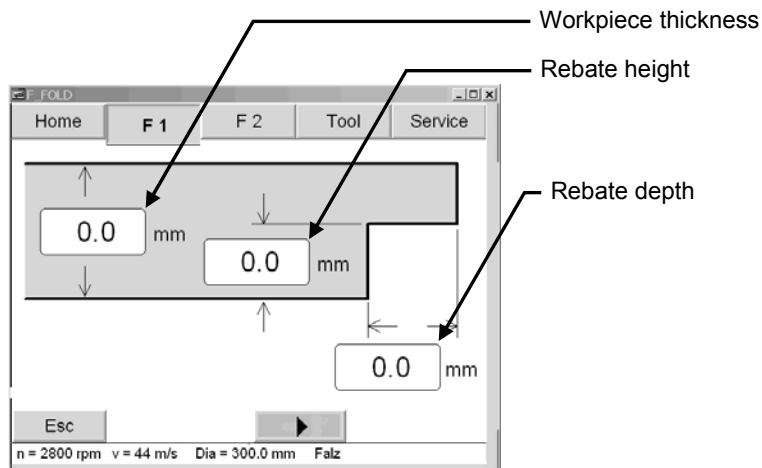 Workpiece thickness
Rebate height
F_FOLD
Home F 1 F 2 Tool Service
Rebate depth
0.0 mm
0.0 mm
0.0 mm
Esc
n = 2800 rpm v = 44 m/s Dia = 300.0 mm Falz